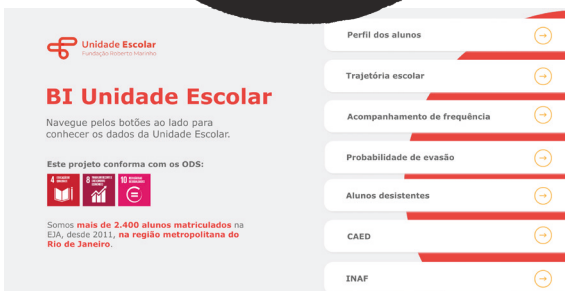 Unidade Escolar
Fundação Roberto Marinho
BI Unidade Escolar
Navegue pelos botões ao lado para
conhecer os dados da Unidade Escolar.
Este projeto conforma com os ODS:
4
8
10
Somos mais de 2.400 alunos matriculados na
EJA, desde 2011, na região metropolitana do
Rio de Janeiro.
Perfil dos alunos
Trajetória escolar
Acompanhamento de frequência
Probabilidade de evasão
Alunos desistentes
CAED
INAF